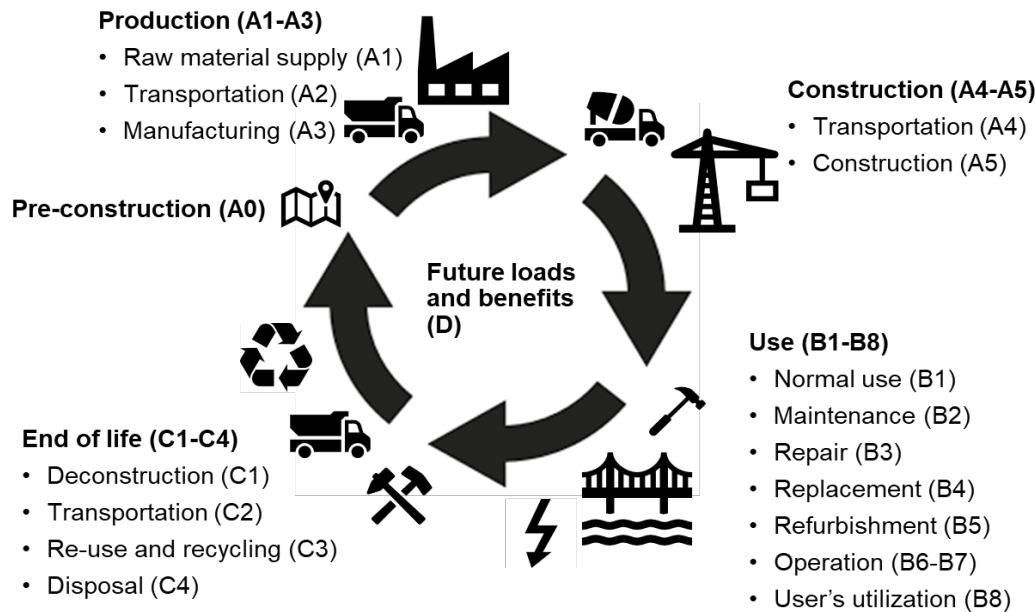 Production (A1-A3)
• Raw material supply (A1)
• Transportation (A2)
• Manufacturing (A3)
Construction (A4-A5)
• Transportation (A4)
• Construction (A5)
Pre-construction (A0)
Future loads
and benefits
(D)
Use (B1-B8)
• Normal use (B1)
• Maintenance (B2)
• Repair (B3)
• Replacement (B4)
• Refurbishment (B5)
• Operation (B6-B7)
• User's utilization (B8)
End of life (C1-C4)
• Deconstruction (C1)
• Transportation (C2)
• Re-use and recycling (C3)
• Disposal (C4)